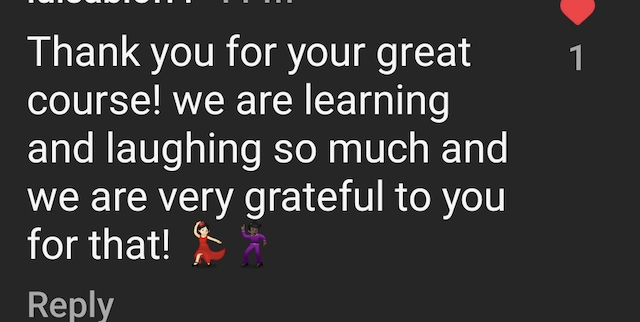 Thank you for your great
course! we are learning
and laughing so much and
we are very grateful to you
for that! 💃🏻🕺🏿
Reply
1